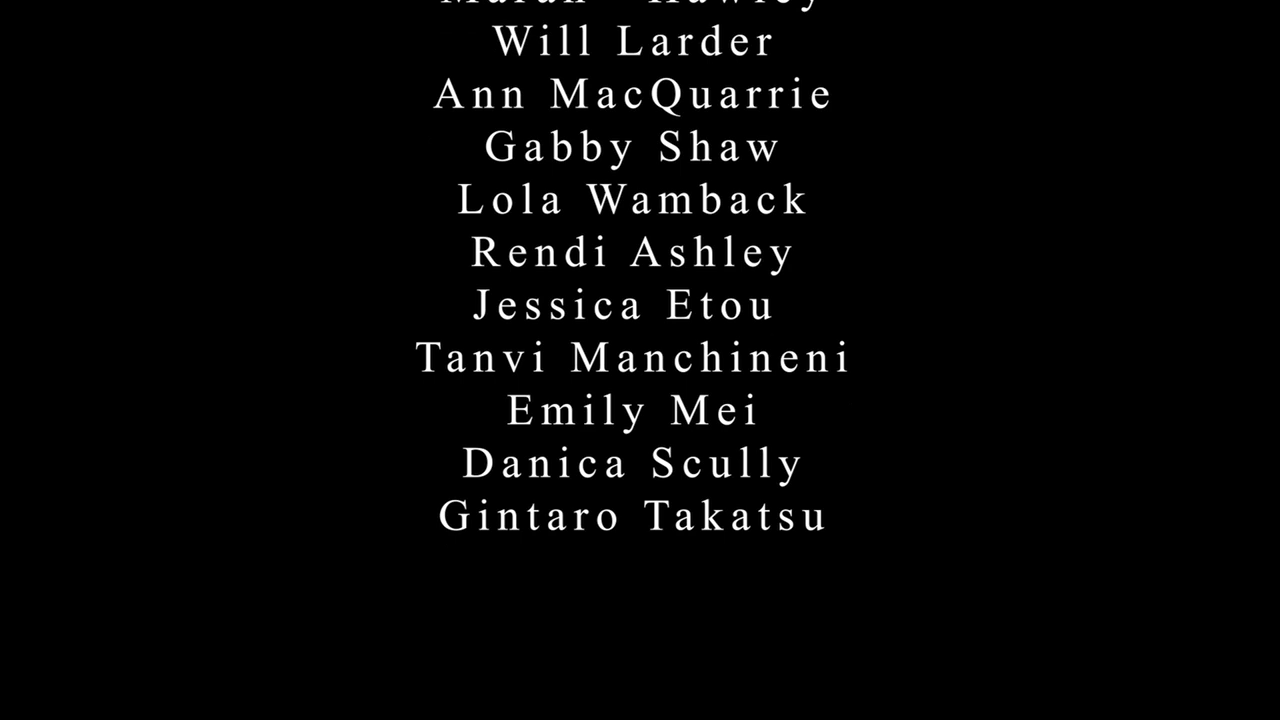 Will Larder
Ann MacQuarrie
Gabby Shaw
Lola Wamback
Rendi Ashley
Jessica Etou
Tanvi Manchineni
Emily Mei
Danica Scully
Gintaro Takatsu